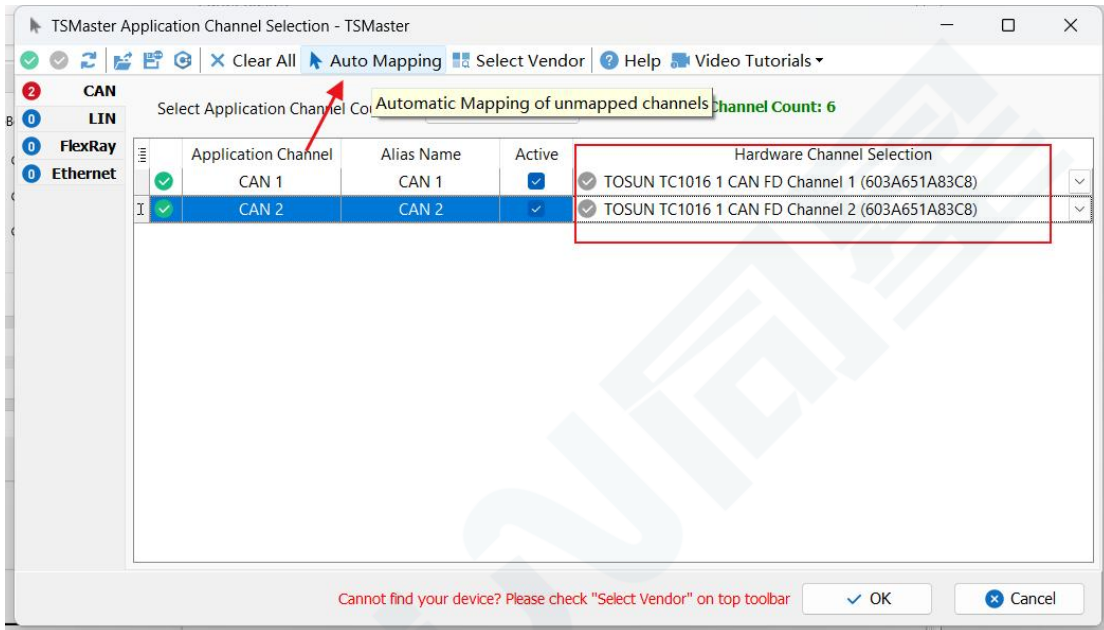 TSMaster Application Channel Selection - TSMaster
Clear All Auto Mapping Select Vendor Help Video Tutorials
2 CAN
0 LIN
0 FlexRay
0 Ethernet
Select Application Channel Co
Automatic Mapping of unmapped channels
Channel Count: 6
Application Channel Alias Name Active Hardware Channel Selection
CAN 1 CAN 1 TOSUN TC1016 1 CAN FD Channel 1 (603A651A83C8)
CAN 2 CAN 2 TOSUN TC1016 1 CAN FD Channel 2 (603A651A83C8)
Cannot find your device? Please check "Select Vendor" on top toolbar OK Cancel